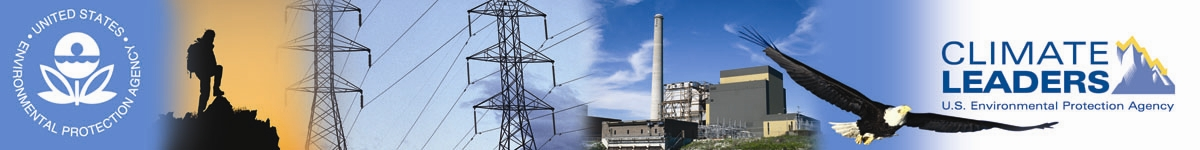 UNITED STATES • ENVIRONMENTAL PROTECTION AGENCY •
CLIMATE
LEADERS
U.S. Environmental Protection Agency